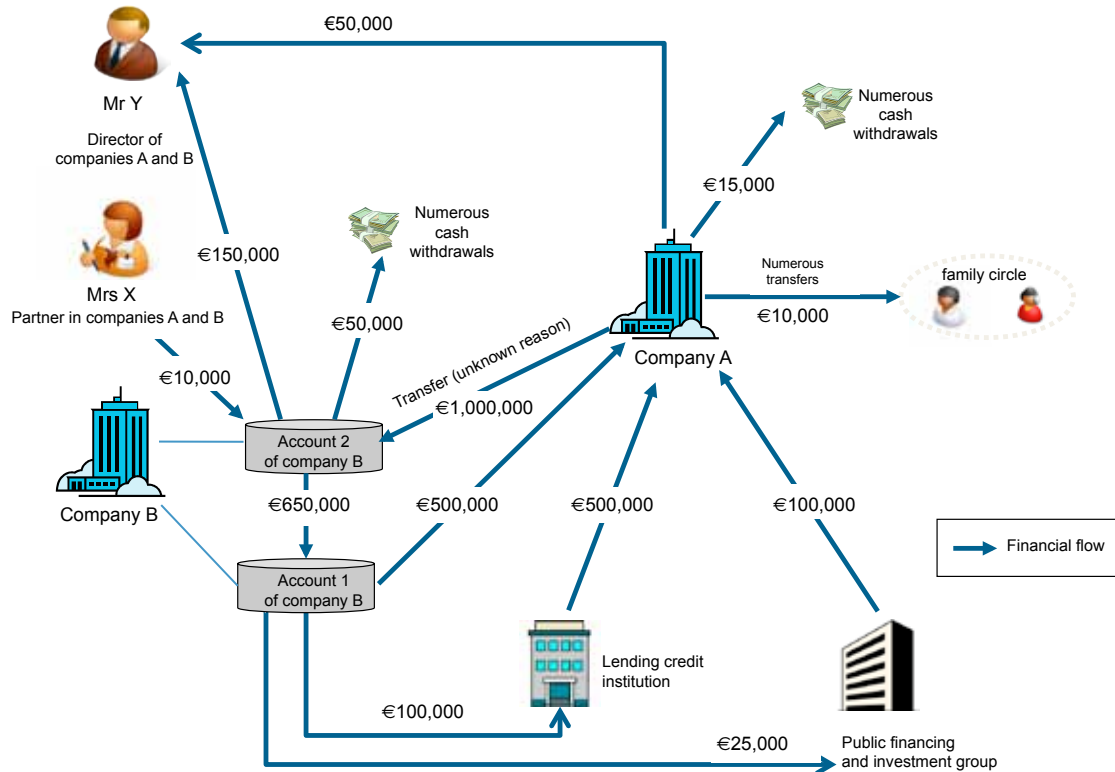 €50,000
Mr Y
Director of
companies A and B
Numerous
cash
withdrawals
€15,000
Mrs X
Partner in companies A and B
€150,000
Numerous
cash
withdrawals
€50,000
Numerous
transfers
€10,000
family circle
Company A
Transfer (unknown reason)
€1,000,000
€10,000
Account 2
of company B
Company B
€650,000
€500,000
€500,000
€100,000
Financial flow
Account 1
of company B
Lending credit
institution
€100,000
€25,000
Public financing
and investment group